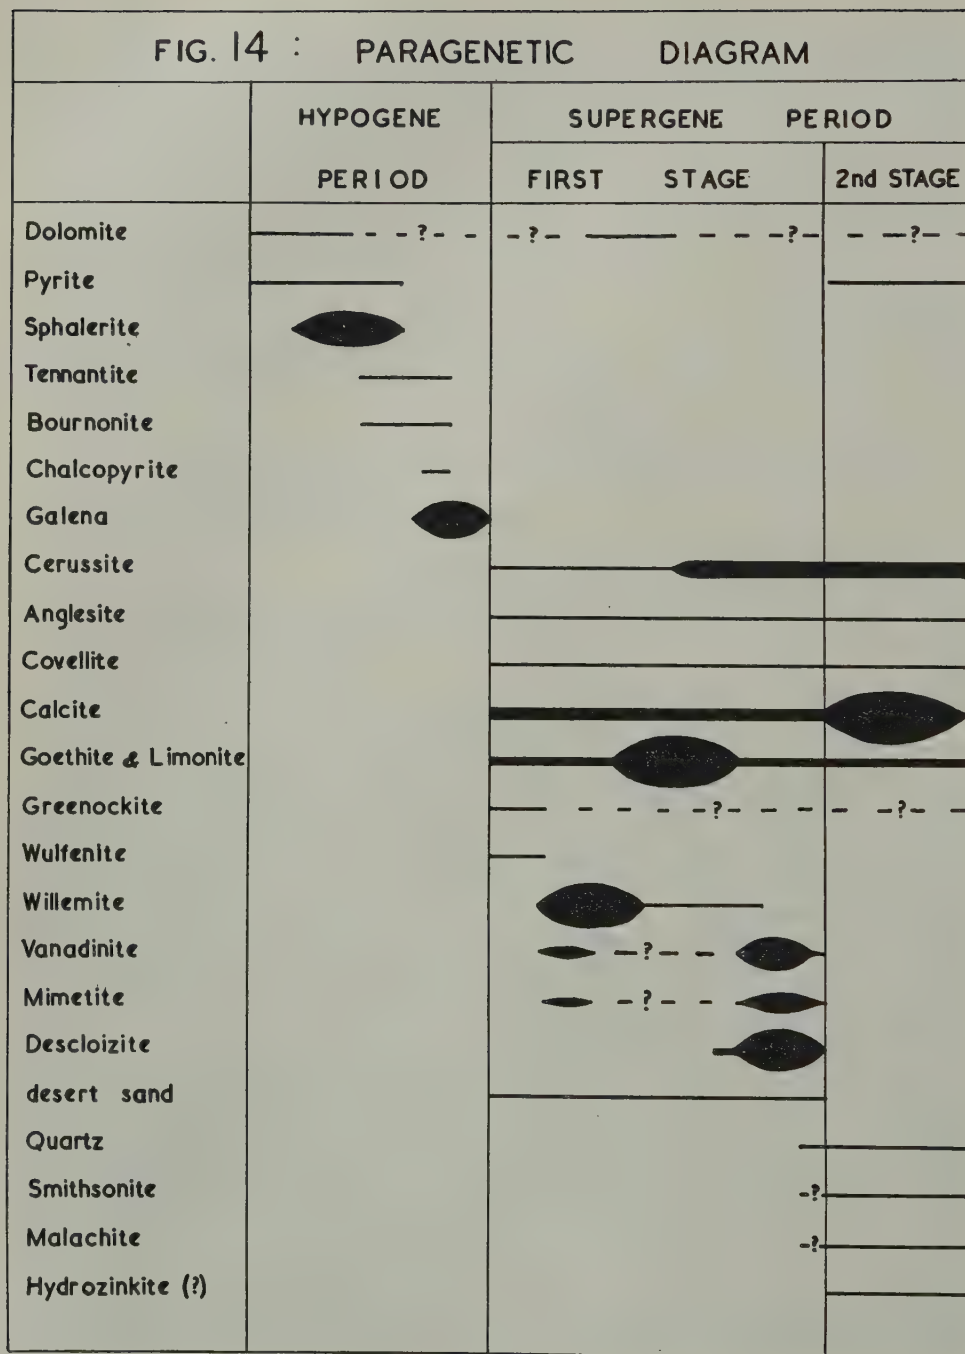 FIG. 14 : PARAGENETIC DIAGRAM
HYPOGENE PERIOD
SUPERGENE PERIOD
FIRST STAGE
2nd STAGE
Dolomite - ? - - ? - - ? - - ? -
Pyrite
Sphalerite
Tennantite
Bournonite
Chalcopyrite
Galena
Cerussite
Anglesite
Covellite
Calcite
Goethite & Limonite
Greenockite - ? - - ? -
Wulfenite
Willemite
Vanadinite - ? -
Mimetite - ? -
Descloizite
desert sand
Quartz
Smithsonite -?
Malachite -?
Hydrozinkite (?)